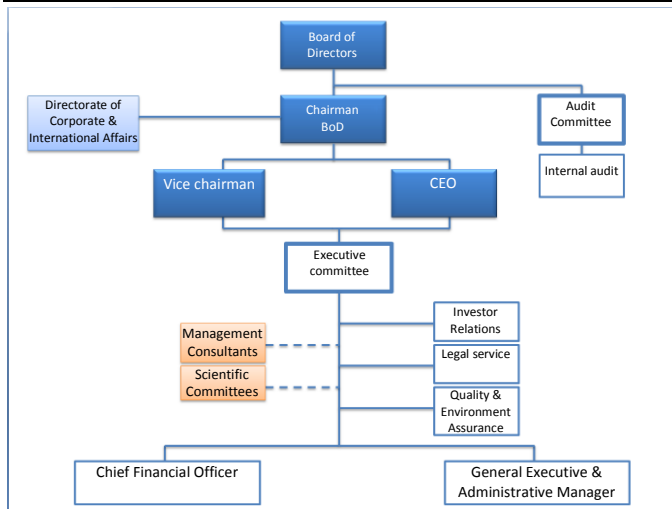 Board of
Directors
Directorate of
Corporate &
International Affairs
Chairman
BoD
Audit
Committee
Internal audit
Vice chairman
CEO
Executive
committee
Investor
Relations
Management
Consultants
Legal service
Scientific
Committees
Quality &
Environment
Assurance
Chief Financial Officer
General Executive &
Administrative Manager